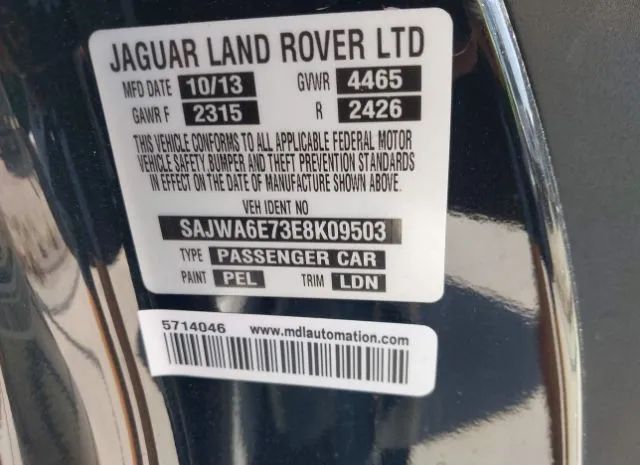 JAGUAR LAND ROVER LTD
MFD DATE 10/13 GVWR 4465
GAWR F 2315 R 2426
THIS VEHICLE CONFORMS TO ALL APPLICABLE FEDERAL MOTOR
VEHICLE SAFETY, BUMPER AND THEFT PREVENTION STANDARDS
IN EFFECT ON THE DATE OF MANUFACTURE SHOWN ABOVE.
VEH IDENT NO
SAJWA6E73E8K09503
TYPE PASSENGER CAR
PAINT PEL TRIM LDN
5714046 www.mdlautomation.com